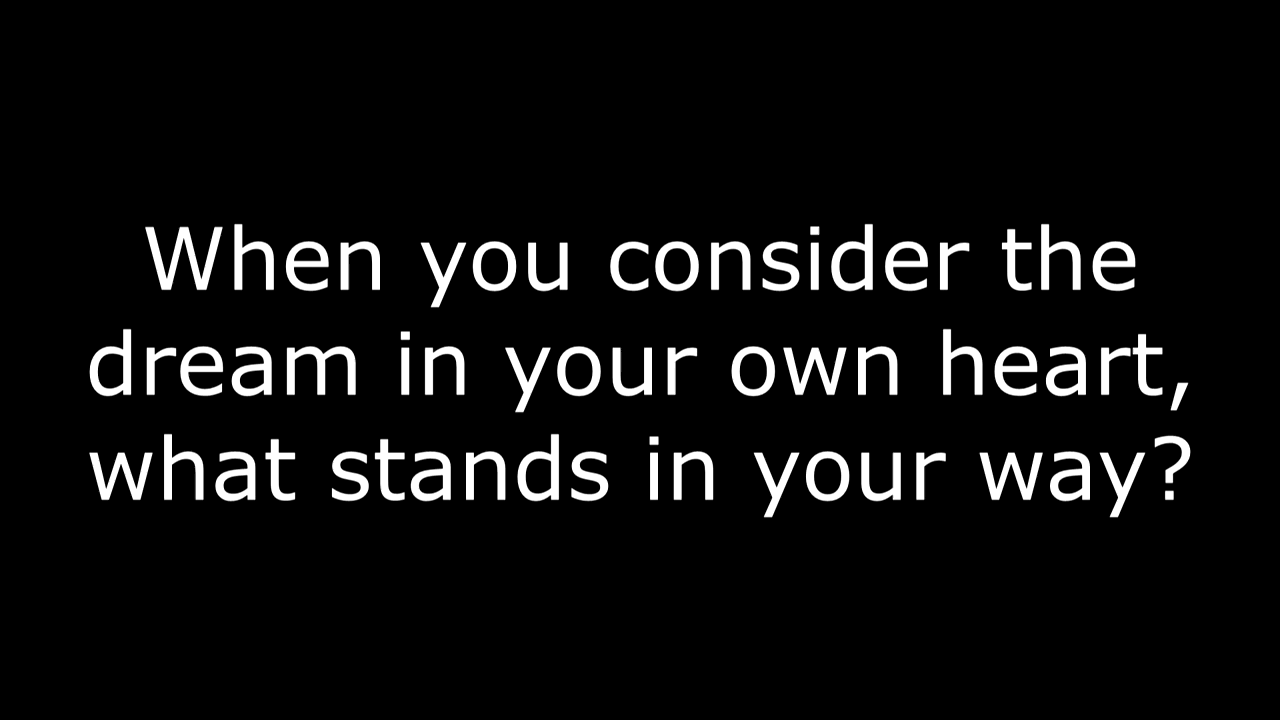 When you consider the
dream in your own heart,
what stands in your way?